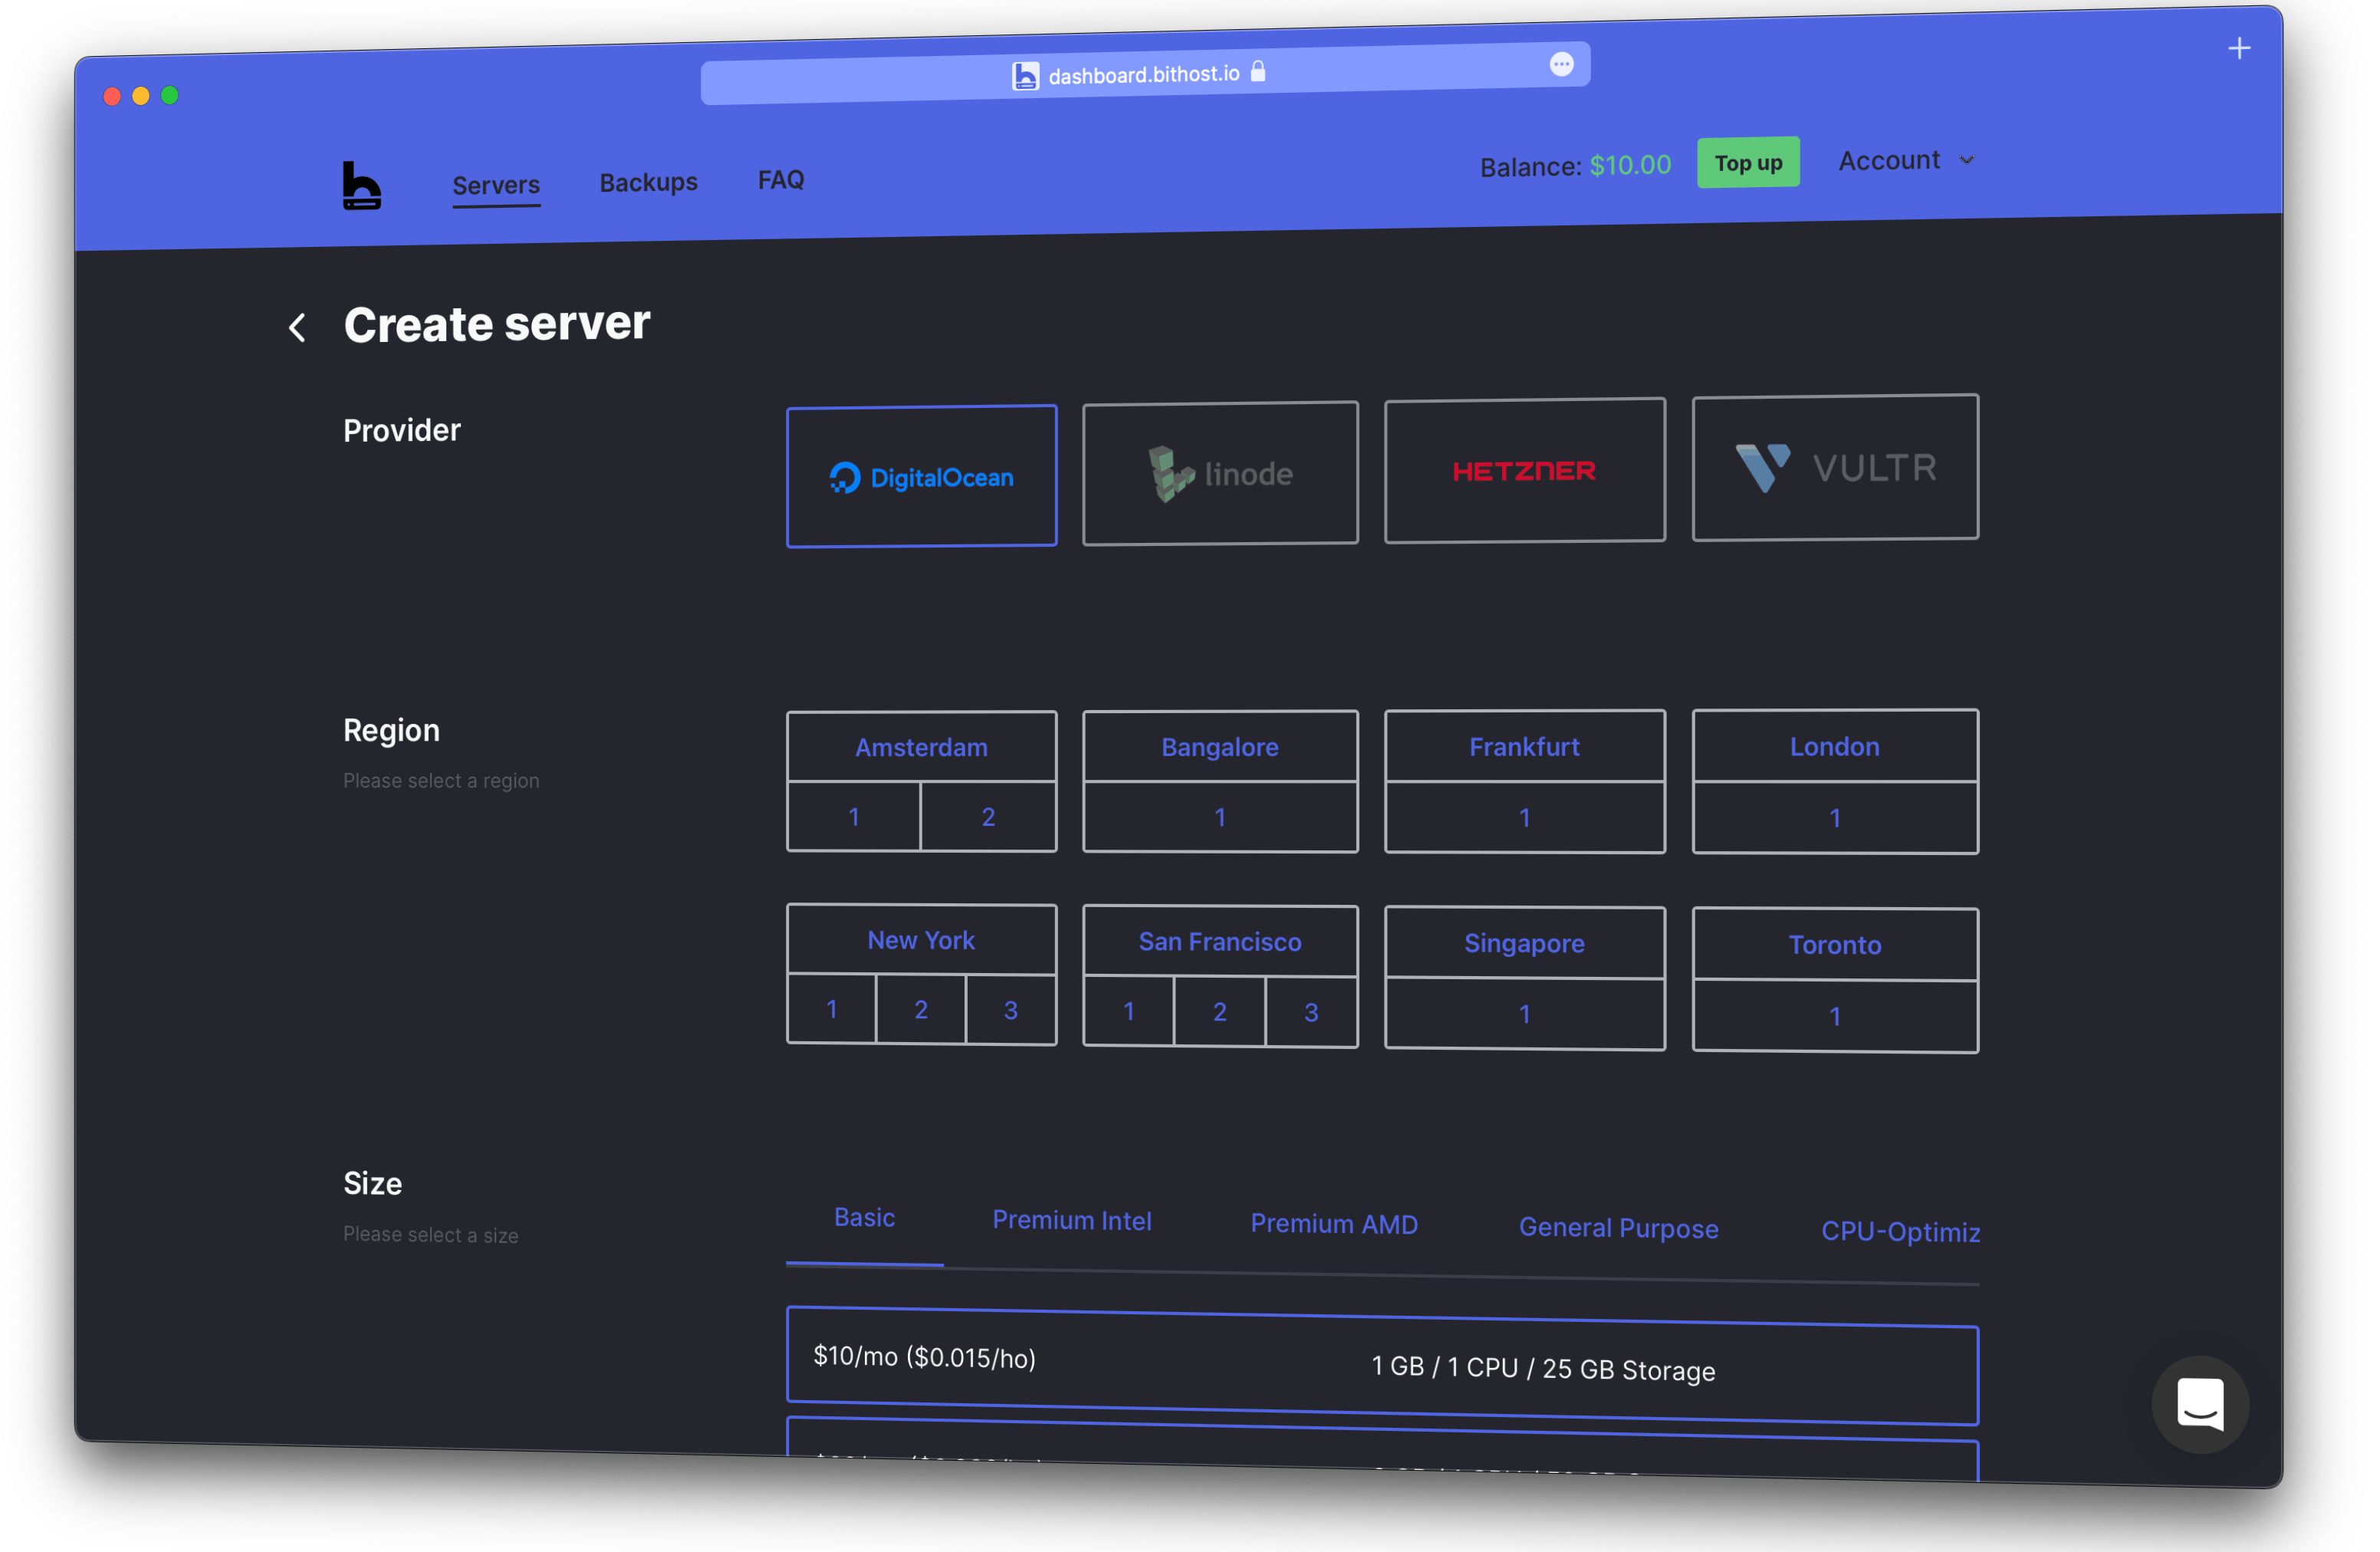 dashboard.bithost.io
Servers Backups FAQ Balance: $10.00 Top up Account
Create server
Provider
DigitalOcean linode HETZNER VULTR
Region
Please select a region
Amsterdam Bangalore Frankfurt London
1 2 1 1 1
New York San Francisco Singapore Toronto
1 2 3 1 2 3 1 1
Size
Please select a size
Basic Premium Intel Premium AMD General Purpose CPU-Optimiz
$10/mo ($0.015/ho) 1 GB / 1 CPU / 25 GB Storage